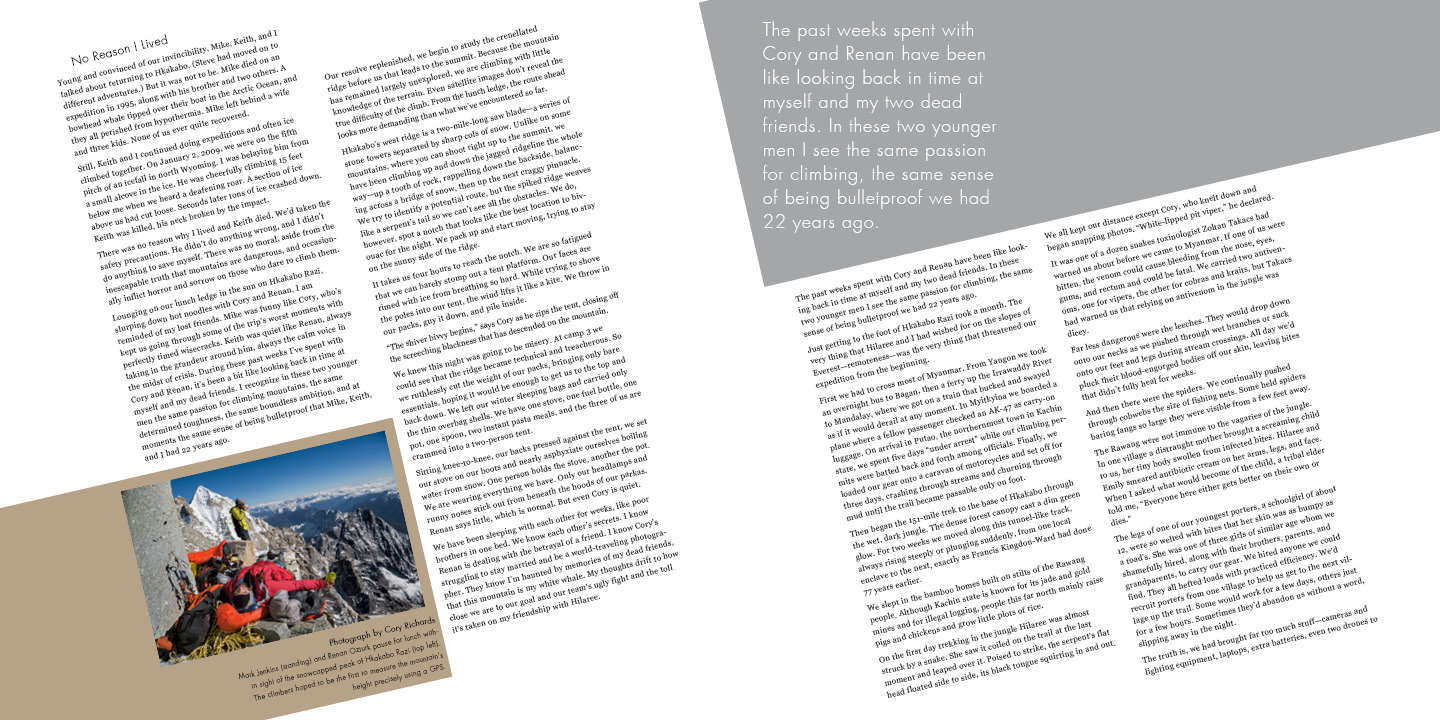 No Reason I Lived
Young and convinced of our invincibility, Mike, Keith, and I
talked about returning to Hkakabo. (Steve had moved on to
different adventures.) But it was not to be. Mike died on an
expedition in 1995, along with his brother and two others. A
bowhead whale tipped over their boat in the Arctic Ocean, and
they all perished from hypothermia. Mike left behind a wife
and three kids. None of us ever quite recovered.
Still, Keith and I continued doing expeditions and often ice
climbed together. On January 2, 2009, we were on the fifth
pitch of an icefall in north Wyoming. I was belaying him from
a small alcove in the ice. He was cheerfully climbing 15 feet
below me when we heard a deafening roar. A section of ice
above us had cut loose. Seconds later tons of ice crashed down.
Keith was killed, his neck broken by the impact.
There was no reason why I lived and Keith died. We'd taken the
safety precautions. He didn't do anything wrong, and I didn't
do anything to save myself. There was no moral, aside from the
inescapable truth that mountains are dangerous, and occasion-
ally inflict horror and sorrow on those who dare to climb them.
Lounging on our lunch ledge in the sun on Hkakabo Razi,
slurping down hot noodles with Cory and Renan, I am
reminded of my lost friends. Mike was funny like Cory, who's
kept us going through some of the trip's worst moments with
perfectly timed wisecracks. Keith was quiet like Renan, always
taking in the grandeur around him, always the calm voice in
the midst of crisis. During these past weeks I've spent with
Cory and Renan, it's been a bit like looking back in time at
myself and my dead friends. I recognize in these two younger
men the same passion for climbing mountains, the same
determined toughness, the same boundless ambition, and at
moments the same sense of being bulletproof that Mike, Keith,
and I had 22 years ago.
Photograph by Cory Richards
Mark Jenkins (standing) and Renan Ozturk pause for lunch with-
in sight of the snowcapped peak of Hkakabo Razi (top left).
The climbers hoped to be the first to measure the mountain's
height precisely using a GPS.
Our resolve replenished, we begin to study the crenellated
ridge before us that leads to the summit. Because the mountain
has remained largely unexplored, we are climbing with little
knowledge of the terrain. Even satellite images don't reveal the
true difficulty of the climb. From the lunch ledge, the route ahead
looks more demanding than what we've encountered so far.
Hkakabo's west ridge is a two-mile-long saw blade—a series of
stone towers separated by sharp cols of snow. Unlike on some
mountains, where you can shoot right up to the summit, we
have been climbing up and down the jagged ridgeline the whole
way—up a tooth of rock, rappelling down the backside, balanc-
ing across a bridge of snow, then up the next craggy pinnacle.
We try to identify a potential route, but the spiked ridge weaves
like a serpent's tail so we can't see all the obstacles. We do,
however, spot a notch that looks like the best location to biv-
ouac for the night. We pack up and start moving, trying to stay
on the sunny side of the ridge.
It takes us four hours to reach the notch. We are so fatigued
that we can barely stomp out a tent platform. Our faces are
rimed with ice from breathing so hard. While trying to shove
the poles into our tent, the wind lifts it like a kite. We throw in
our packs, guy it down, and pile inside.
“The shiver bivvy begins,” says Cory as he zips the tent, closing off
the screeching blackness that has descended on the mountain.
We knew this night was going to be misery. At camp 3 we
could see that the ridge became technical and treacherous. So
we ruthlessly cut the weight of our packs, bringing only bare
essentials, hoping it would be enough to get us to the top and
back down. We left our winter sleeping bags and carried only
the thin overbag shells. We have one stove, one fuel bottle, one
pot, one spoon, two instant pasta meals, and the three of us are
crammed into a two-person tent.
Sitting knee-to-knee, our backs pressed against the tent, we set
our stove on our boots and nearly asphyxiate ourselves boiling
water from snow. One person holds the stove, another the pot.
We are wearing everything we have. Only our headlamps and
runny noses stick out from beneath the hoods of our parkas.
Renan says little, which is normal. But even Cory is quiet.
We have been sleeping with each other for weeks, like poor
brothers in one bed. We know each other's secrets. I know
Renan is dealing with the betrayal of a friend. I know Cory's
struggling to stay married and be a world-traveling photogra-
pher. They know I'm haunted by memories of my dead friends,
that this mountain is my white whale. My thoughts drift to how
close we are to our goal and our team's ugly fight and the toll
it's taken on my friendship with Hilaree.
The past weeks spent with
Cory and Renan have been
like looking back in time at
myself and my two dead
friends. In these two younger
men I see the same passion
for climbing, the same sense
of being bulletproof we had
22 years ago.
The past weeks spent with Cory and Renan have been like look-
ing back in time at myself and my two dead friends. In these
two younger men I see the same passion for climbing, the same
sense of being bulletproof we had 22 years ago.
Just getting to the foot of Hkakabo Razi took a month. The
very thing that Hilaree and I had wished for on the slopes of
Everest—remoteness—was the very thing that threatened our
expedition from the beginning.
First we had to cross most of Myanmar. From Yangon we took
an overnight bus to Bagan, then a ferry up the Irrawaddy River
to Mandalay, where we got on a train that bucked and swayed
as if it would derail at any moment. In Myitkyina we boarded a
plane where a fellow passenger checked an AK-47 as carry-on
luggage. On arrival in Putao, the northernmost town in Kachin
state, we spent five days “under arrest” while our climbing per-
mits were batted back and forth among officials. Finally, we
loaded our gear onto a caravan of motorcycles and set off for
three days, crashing through streams and churning through
mud until the trail became passable only on foot.
Then began the 151-mile trek to the base of Hkakabo through
the wet, dark jungle. The dense forest canopy cast a dim green
glow. For two weeks we moved along this tunnel-like track,
always rising steeply or plunging suddenly, from one local
enclave to the next, exactly as Francis Kingdon-Ward had done
77 years earlier.
We slept in the bamboo homes built on stilts of the Rawang
people. Although Kachin state is known for its jade and gold
mines and for illegal logging, people this far north mainly raise
pigs and chickens and grow little plots of rice.
On the first day trekking in the jungle Hilaree was almost
struck by a snake. She saw it coiled on the trail at the last
moment and leaped over it. Poised to strike, the serpent's flat
head floated side to side, its black tongue squirting in and out.
We all kept our distance except Cory, who knelt down and
began snapping photos. “White-lipped pit viper,” he declared.
It was one of a dozen snakes toxinologist Zoltan Takacs had
warned us about before we came to Myanmar. If one of us were
bitten, the venom could cause bleeding from the nose, eyes,
gums, and rectum and could be fatal. We carried two antiven-
oms, one for vipers, the other for cobras and kraits, but Takacs
had warned us that relying on antivenom in the jungle was
dicey.
Far less dangerous were the leeches. They would drop down
onto our necks as we pushed through wet branches or suck
onto our feet and legs during stream crossings. All day we'd
pluck their blood-engorged bodies off our skin, leaving bites
that didn't fully heal for weeks.
And then there were the spiders. We continually pushed
through cobwebs the size of fishing nets. Some held spiders
baring fangs so large they were visible from a few feet away.
The Rawang were not immune to the vagaries of the jungle.
In one village a distraught mother brought a screaming child
to us, her tiny body swollen from infected bites. Hilaree and
Emily smeared antibiotic cream on her arms, legs, and face.
When I asked what would become of the child, a tribal elder
told me, “Everyone here either gets better on their own or
dies.”
The legs of one of our youngest porters, a schoolgirl of about
12, were so welted with bites that her skin was as bumpy as
a toad's. She was one of three girls of similar age whom we
shamefully hired, along with their brothers, parents, and
grandparents, to carry our gear. We hired anyone we could
find. They all hefted loads with practiced efficiency. We'd
recruit porters from one village to help us get to the next vil-
lage up the trail. Some would work for a few days, others just
for a few hours. Sometimes they'd abandon us without a word,
slipping away in the night.
The truth is, we had brought far too much stuff—cameras and
lighting equipment, laptops, extra batteries, even two drones to